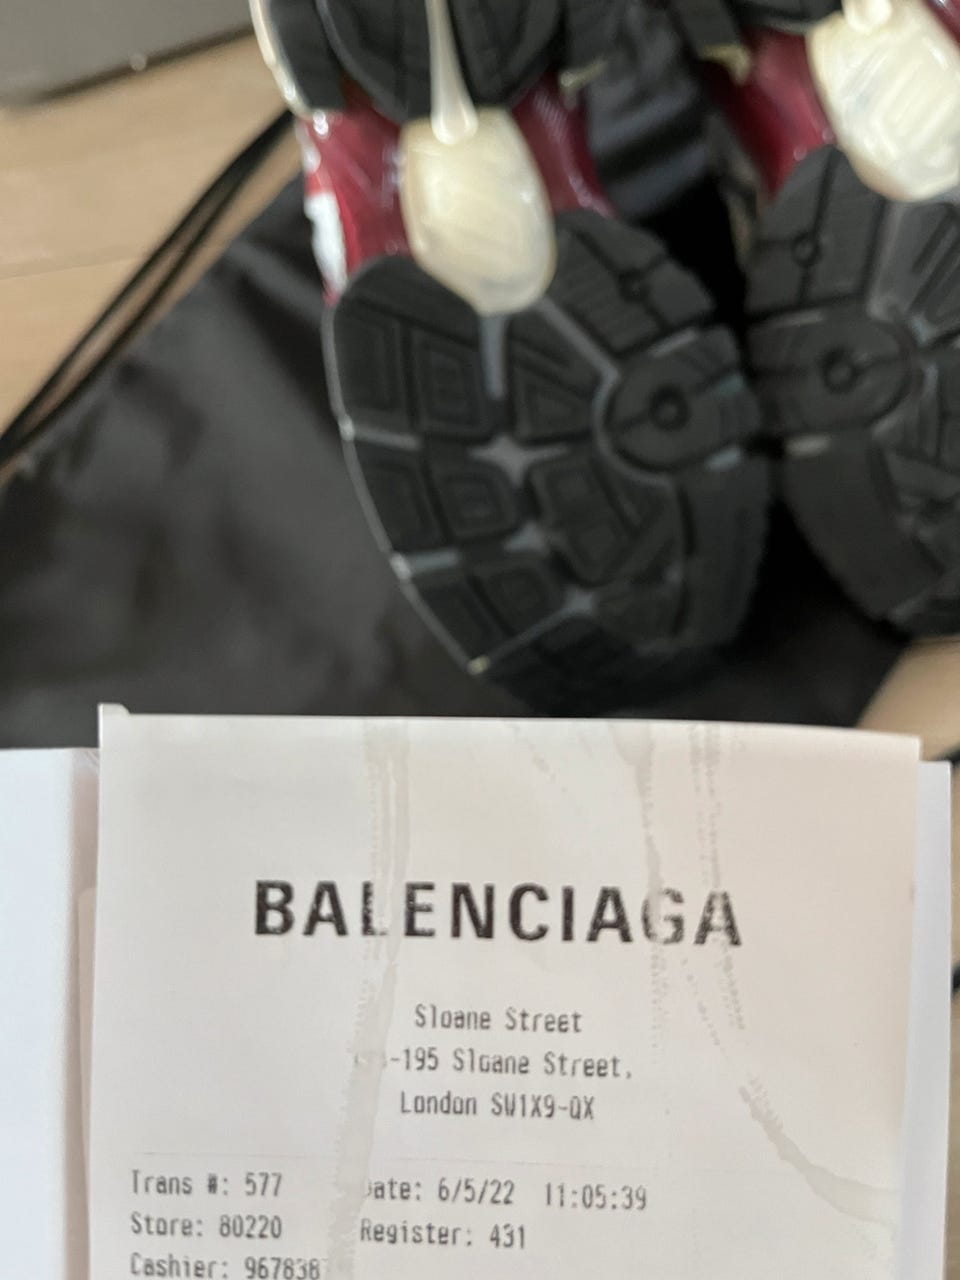 BALENCIAGA
Sloane Street
-195 Sloane Street,
London SW1X9-QX
Trans #: 577 Date: 6/5/22 11:05:39
Store: 80220 Register: 431
Cashier: 967838